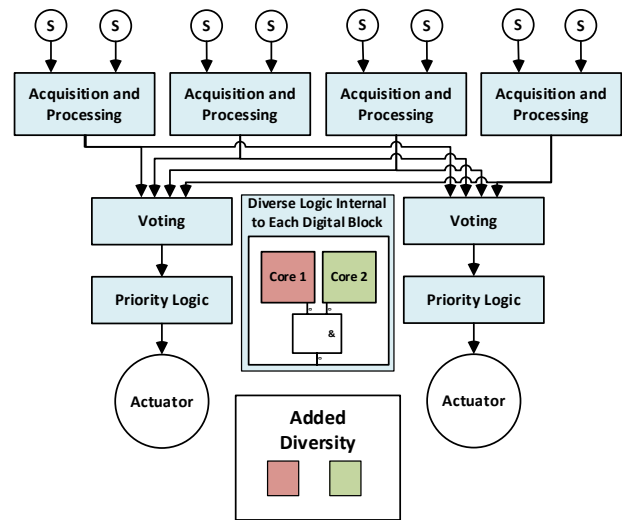 S S S S S S S S
Acquisition and Processing
Acquisition and Processing
Acquisition and Processing
Acquisition and Processing
Voting
Diverse Logic Internal
to Each Digital Block
Voting
Core 1
Core 2
&
Priority Logic
Priority Logic
Actuator
Actuator
Added
Diversity